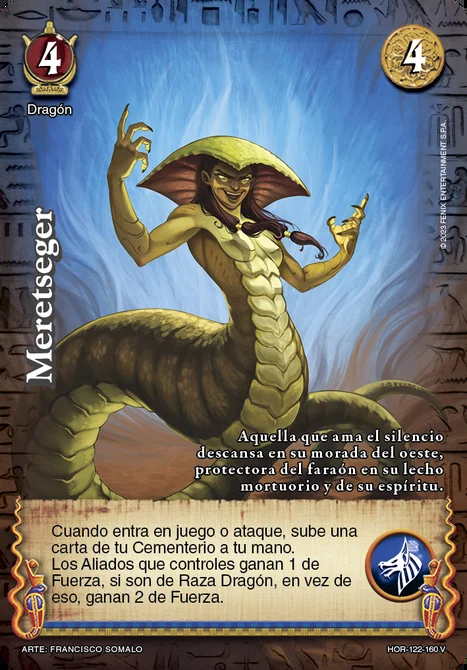 4
4
Dragón
© 2023 FENIX ENTERTAINMENT S.P.A.
Meretseger
Aquella que ama el silencio
descansa en su morada del oeste,
protectora del faraón en su lecho
mortuorio y de su espíritu.
Cuando entra en juego o ataque, sube una
carta de tu Cementerio a tu mano.
Los Aliados que controles ganan 1 de
Fuerza, si son de Raza Dragón, en vez de
eso, ganan 2 de Fuerza.
ARTE: FRANCISCO SOMALO
HOR-122-160 V